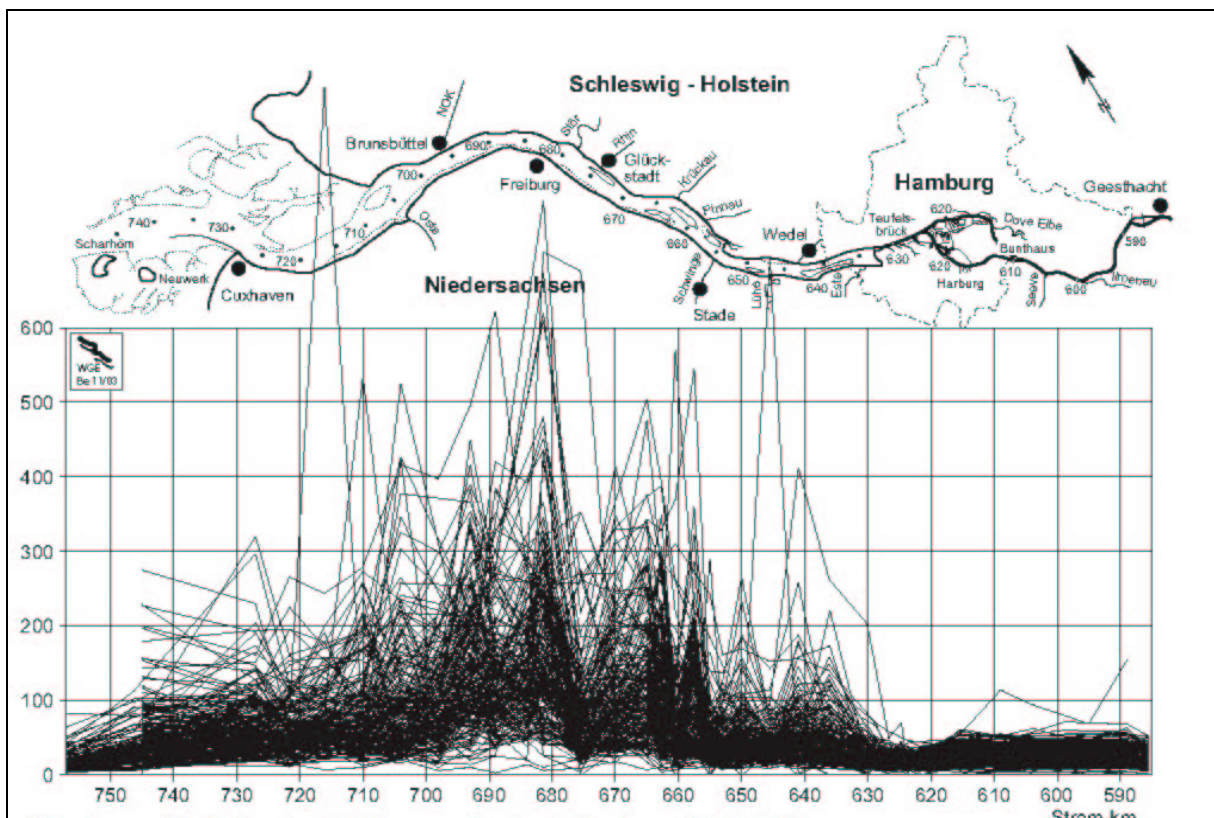 Schleswig - Holstein
NOK
Brunsbüttel
690
680
Stör
Rhin
Glück-
stadt
Krückau
Pinnau
700
Freiburg
Hamburg
Geesthacht
670
Oste
710
660
Wedel
Teufels-
brück
620
Dove Elbe
Bunthaus
590
740
730
Scharhörn
Neuwerk
720
Cuxhaven
Niedersachsen
Schwinge
Stade
650
Lühe
640
Este
630
620
Harburg
610
Seeve
600
Ilmenau
N
WGE
Be 11/03
600
500
400
300
200
100
0
750 740 730 720 710 700 690 680 670 660 650 640 630 620 610 600 590
Strom-km